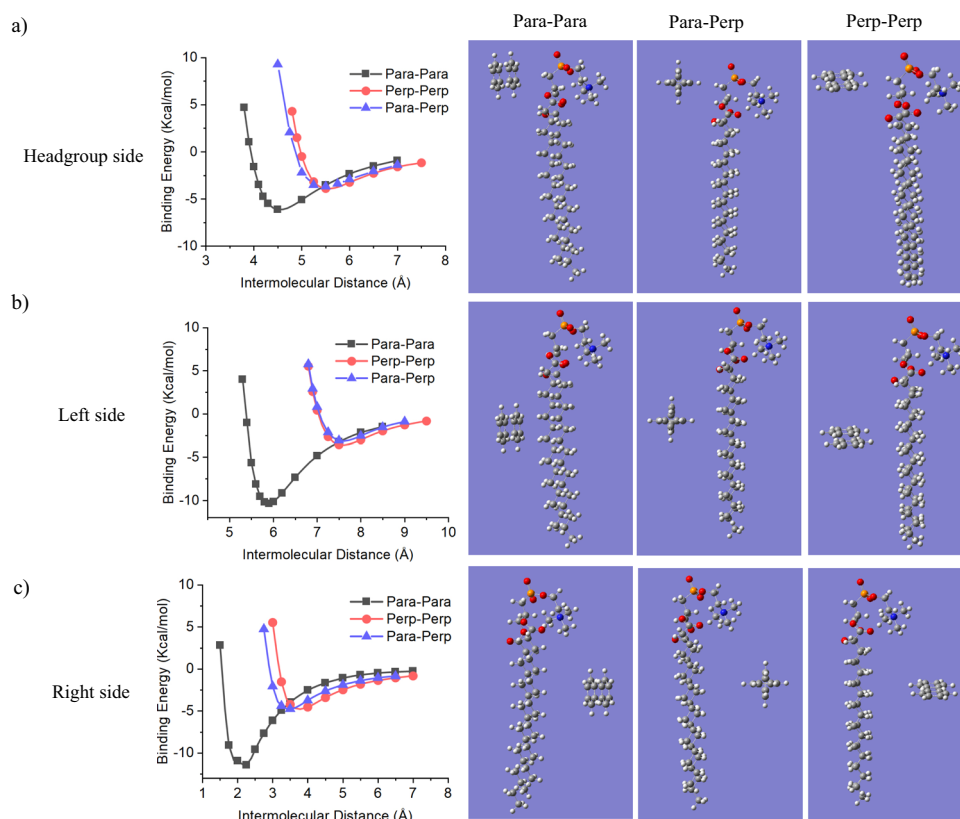 a)
Para-Para
Para-Perp
Perp-Perp
Headgroup side
Binding Energy (Kcal/mol)
10
5
0
-5
-10
Para-Para
Perp-Perp
Para-Perp
3 4 5 6 7 8
Intermolecular Distance (Å)
b)
Left side
Binding Energy (Kcal/mol)
10
5
0
-5
-10
Para-Para
Perp-Perp
Para-Perp
5 6 7 8 9 10
Intermolecular Distance (Å)
c)
Right side
Binding Energy (Kcal/mol)
10
5
0
-5
-10
Para-Para
Perp-Perp
Para-Perp
1 2 3 4 5 6 7 8
Intermolecular Distance (Å)